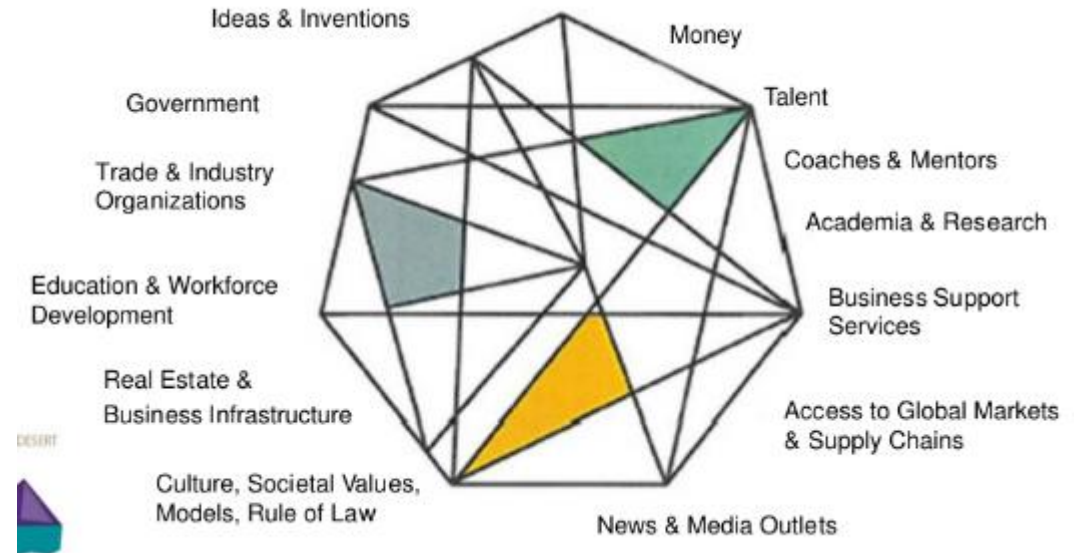 Ideas & Inventions
Money
Government
Talent
Trade & Industry
Organizations
Coaches & Mentors
Academia & Research
Education & Workforce
Development
Business Support
Services
Real Estate &
Business Infrastructure
Access to Global Markets
& Supply Chains
DESERT
Culture, Societal Values,
Models, Rule of Law
News & Media Outlets